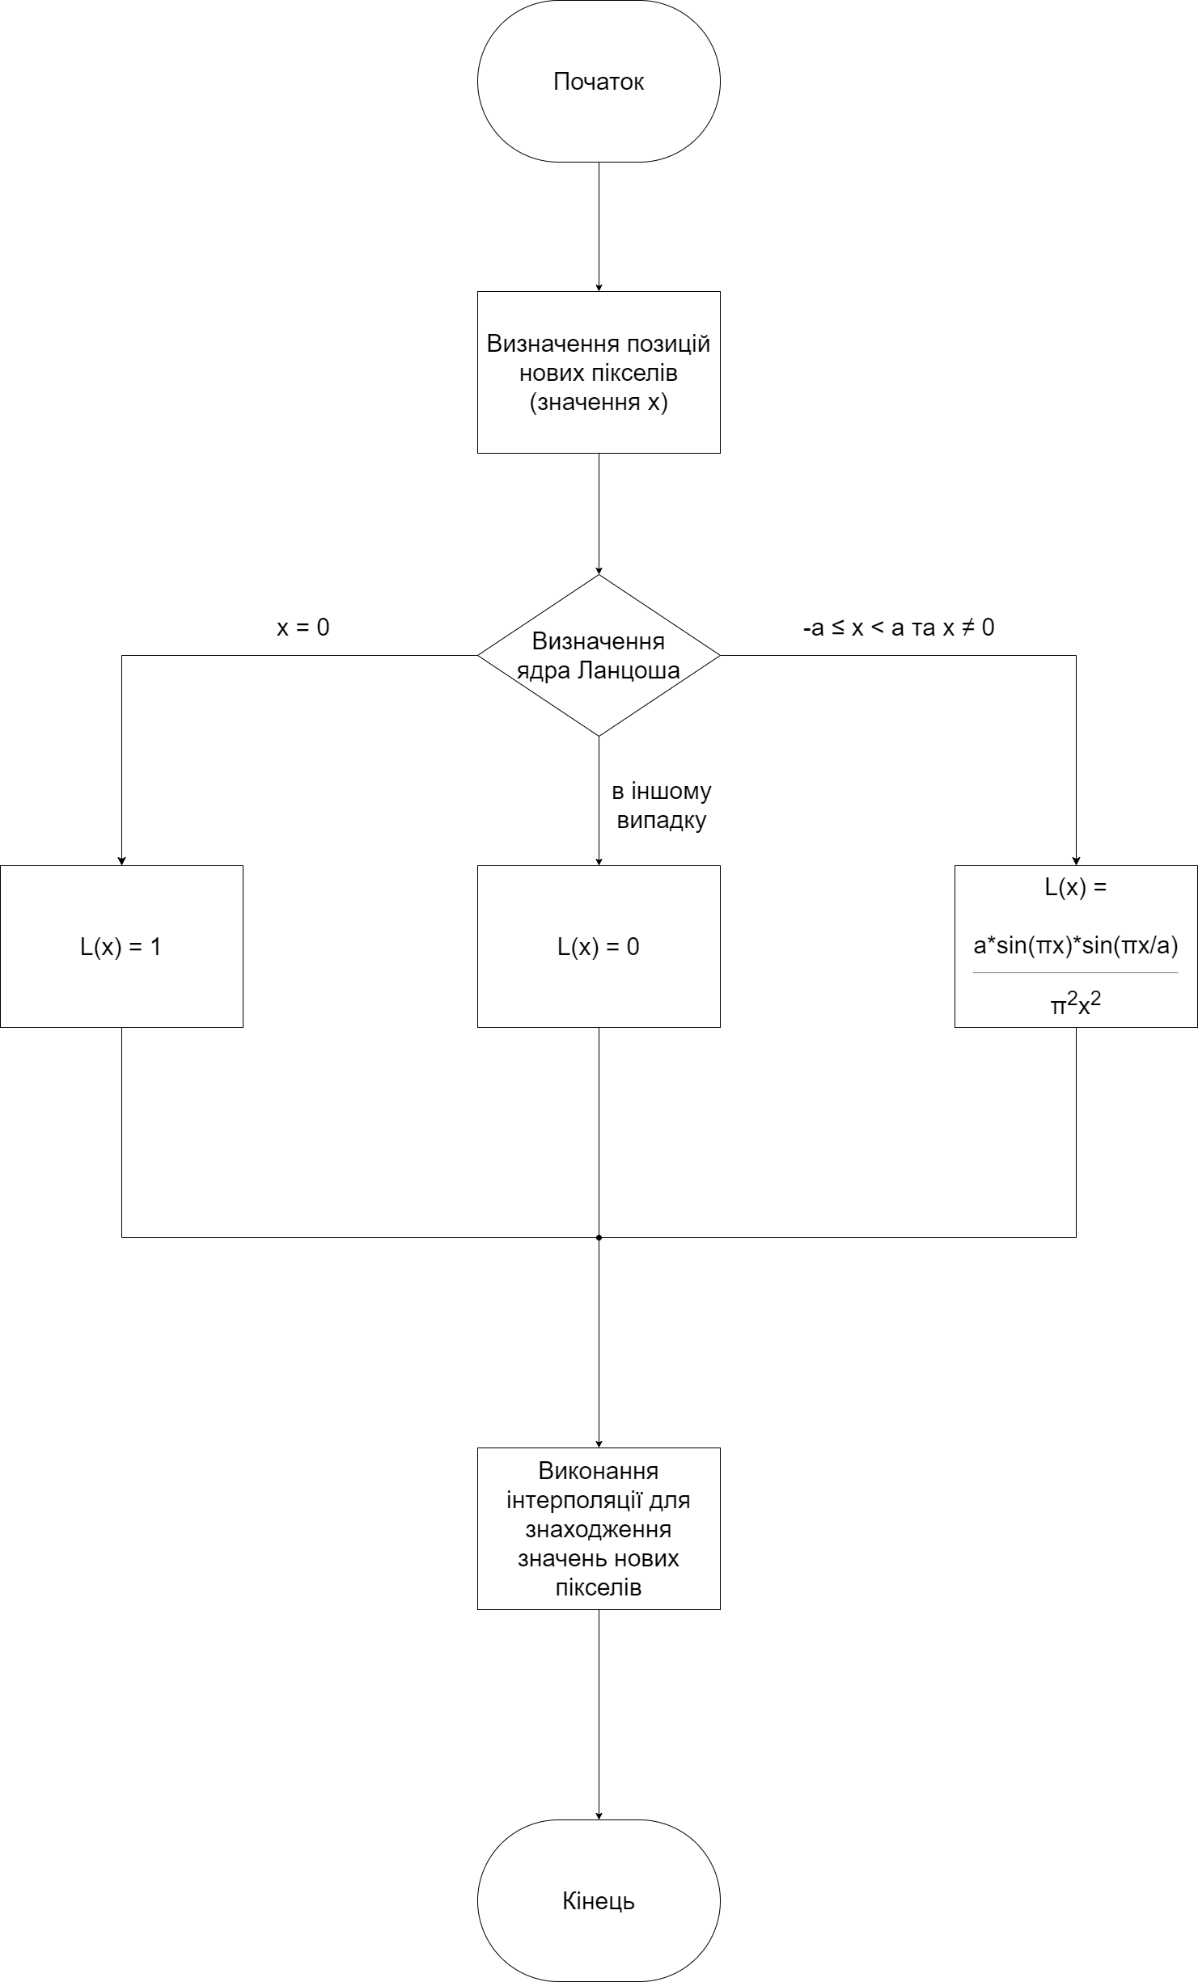 Початок
Визначення позицій
нових пікселів
(значення x)
Визначення
ядра Ланцоша
x = 0
-a ≤ x < a та x ≠ 0
в іншому
випадку
L(x) = 1
L(x) = 0
L(x) =
a*sin(πx)*sin(πx/a)
π²x²
Виконання
інтерполяції для
знаходження
значень нових
пікселів
Кінець